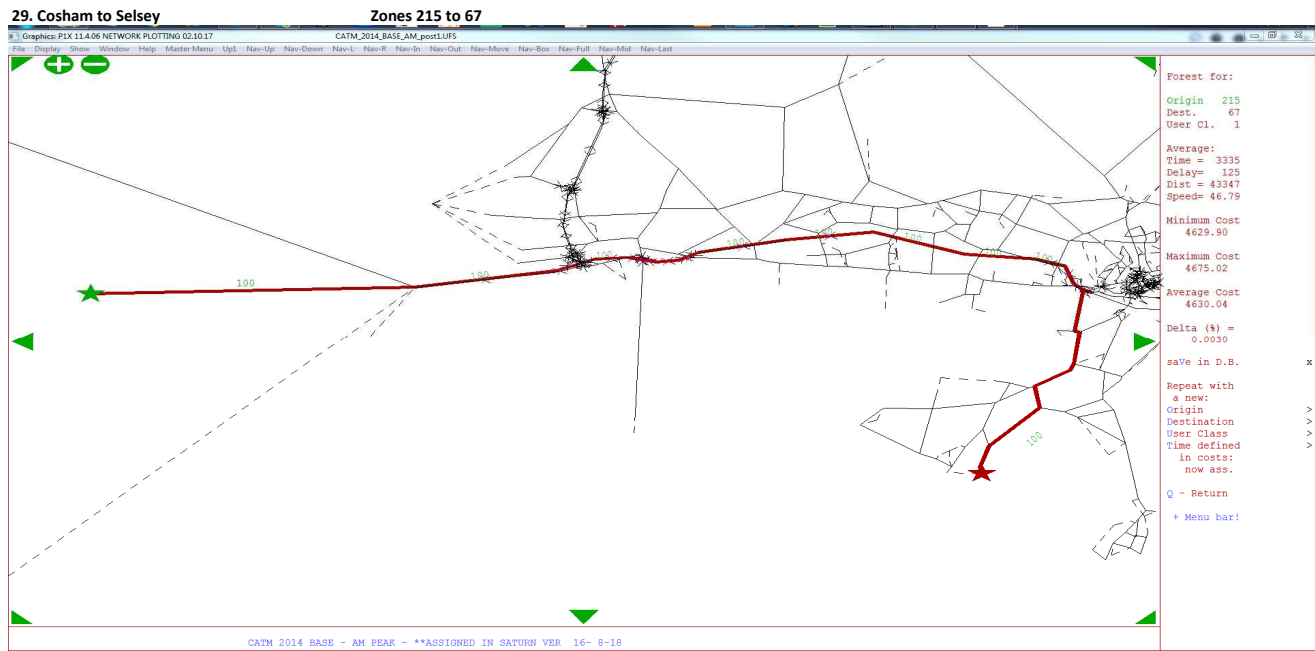 29. Cosham to Selsey Zones 215 to 67
Graphics: P1X 11.4.06 NETWORK PLOTTING 02.10.17 CATM_2014_BASE_AM_post1.UFS
File Display Show Window Help Master Menu Up1 Nav-Up Nav-Down Nav-L Nav-R Nav-In Nav-Out Nav-Move Nav-Box Nav-Full Nav-Mid Nav-Last
Forest for:
Origin 215
Dest. 67
User Cl. 1
Average:
Time = 3335
Delay= 125
Dist = 43347
Speed= 46.79
Minimum Cost
4629.90
Maximum Cost
4675.02
Average Cost
4630.04
Delta (%) =
0.0030
saVe in D.B. x
Repeat with
a new:
Origin >
Destination >
User Class >
Time defined >
in costs:
now ass.
Q - Return
+ Menu bar!
100
100
100
100
100
100
100
100
100
CATM 2014 BASE - AM PEAK - **ASSIGNED IN SATURN VER 16- 8-18